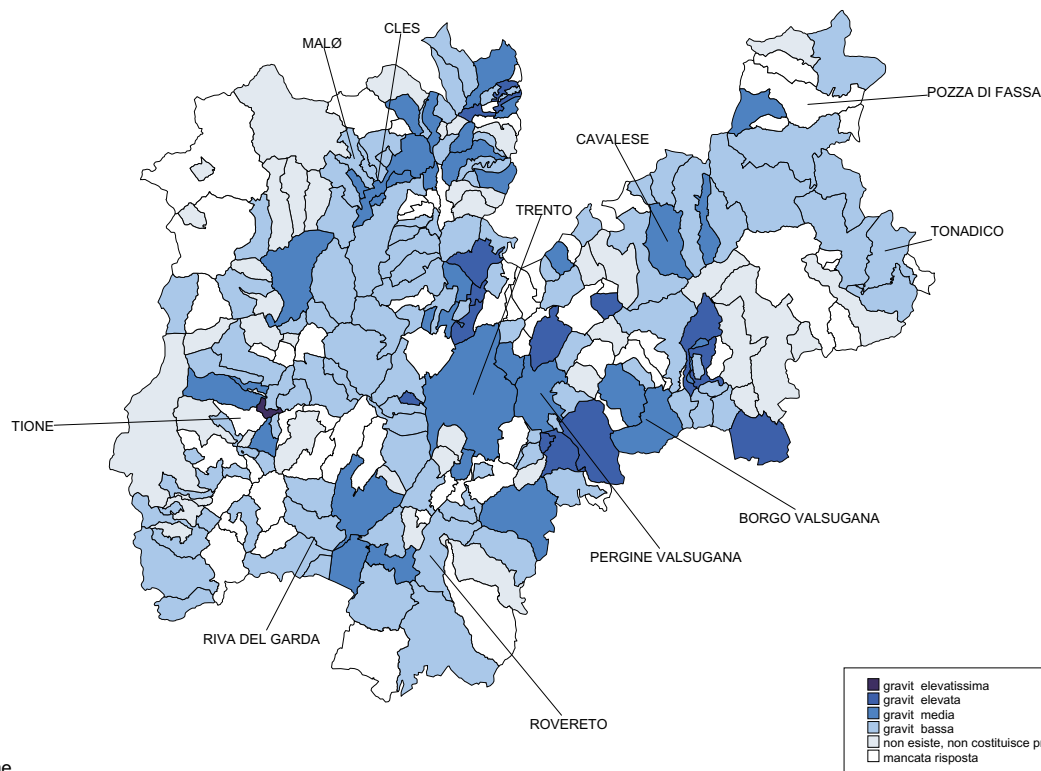 CLES
MALØ
POZZA DI FASSA
CAVALESE
TRENTO
TONADICO
TIONE
BORGO VALSUGANA
PERGINE VALSUGANA
RIVA DEL GARDA
ROVERETO
gravit elevatissima
gravit elevata
gravit media
gravit bassa
non esiste, non costituisce
mancata risposta